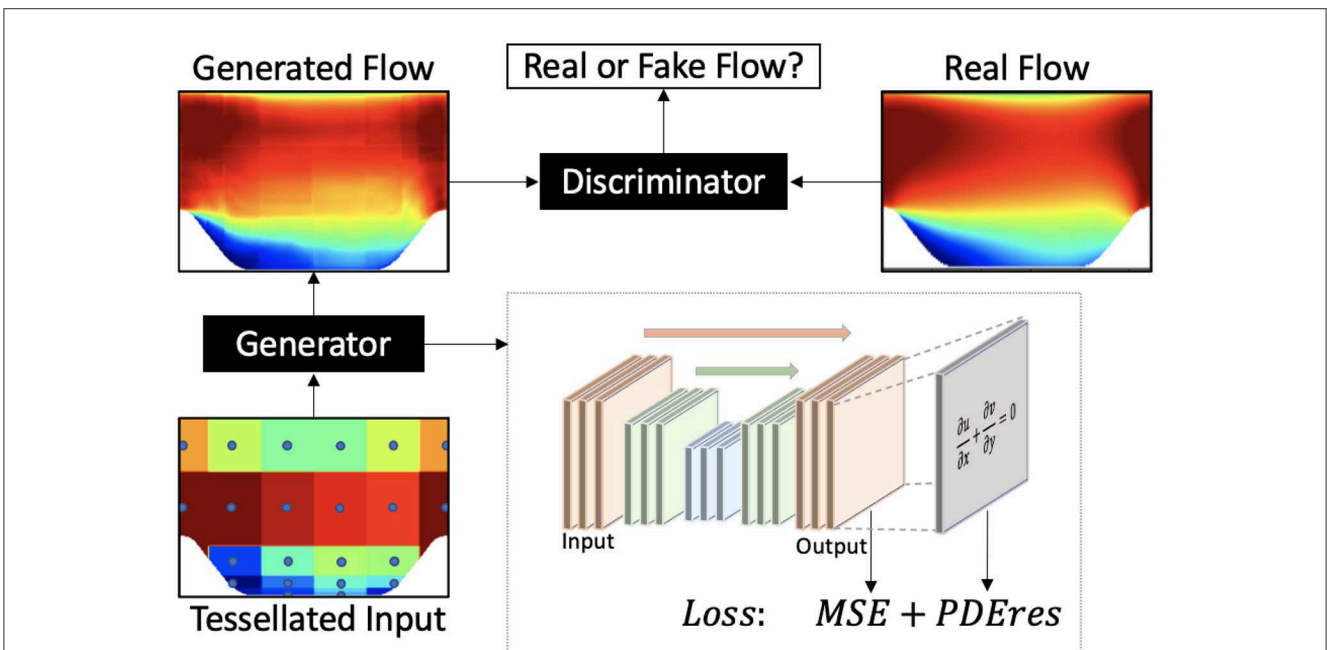 Generated Flow
Real or Fake Flow?
Real Flow
Discriminator
Generator
Tessellated Input
Input
Output
∂u/∂x + ∂v/∂y = 0
Loss: MSE + PDEres